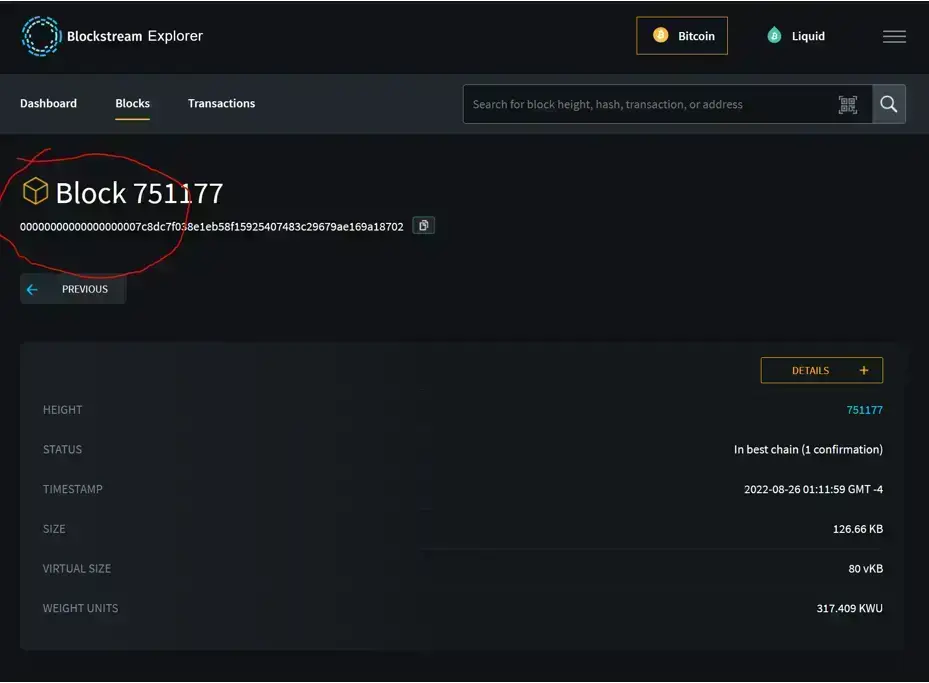 Blockstream Explorer
Bitcoin
Liquid
Dashboard Blocks Transactions
Search for block height, hash, transaction, or address
Block 751177
00000000000000000007c8dc7f038e1eb58f15925407483c29679ae169a18702
PREVIOUS
DETAILS +
HEIGHT 751177
STATUS In best chain (1 confirmation)
TIMESTAMP 2022-08-26 01:11:59 GMT -4
SIZE 126.66 KB
VIRTUAL SIZE 80 vKB
WEIGHT UNITS 317.409 KWU